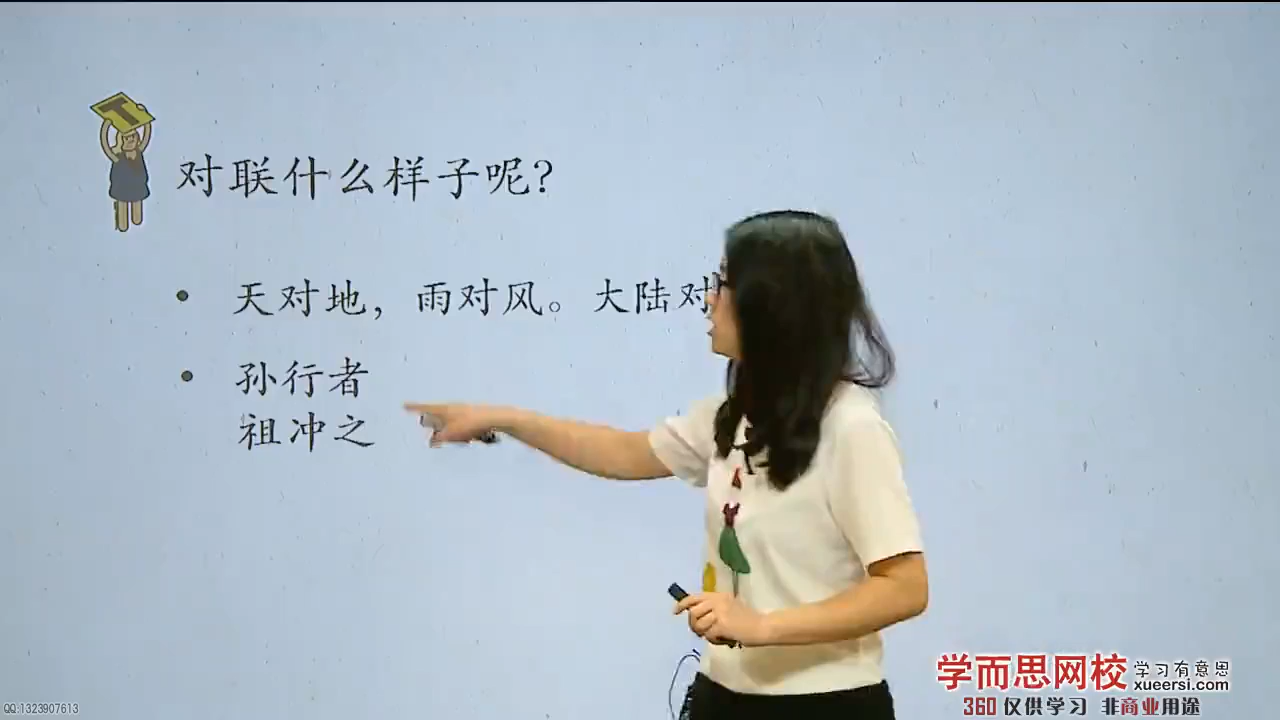 对联什么样子呢?
天对地，雨对风。大陆对
孙行者
祖冲之
学而思网校 学习有意思
xueersi.com
360 仅供学习 非商业用途
QQ:1323907613